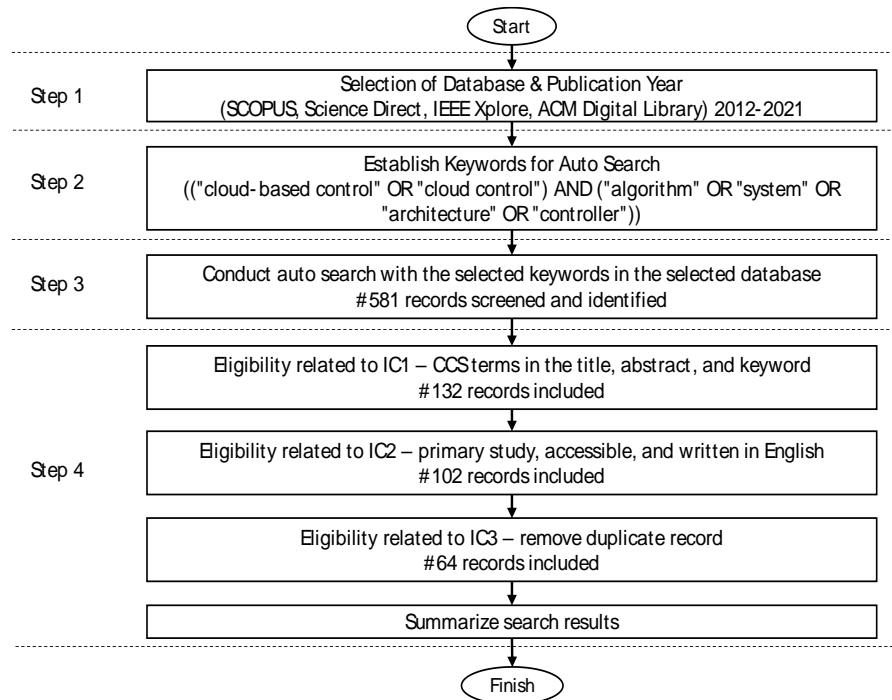 Start
Step 1
Selection of Database & Publication Year
(SCOPUS, Science Direct, IEEE Xplore, ACM Digital Library) 2012-2021
Step 2
Establish Keywords for Auto Search
(("cloud-based control" OR "cloud control") AND ("algorithm" OR "system" OR
"architecture" OR "controller"))
Step 3
Conduct auto search with the selected keywords in the selected database
#581 records screened and identified
Step 4
Eligibility related to IC1 – CCS terms in the title, abstract, and keyword
#132 records included
Eligibility related to IC2 – primary study, accessible, and written in English
#102 records included
Eligibility related to IC3 – remove duplicate record
#64 records included
Summarize search results
Finish